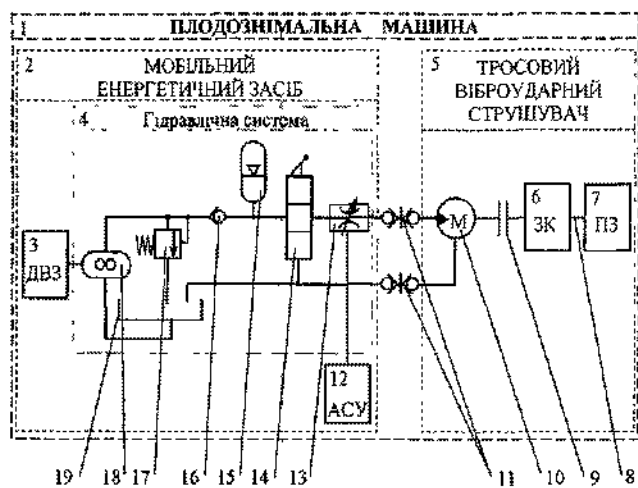 1 ПЛОДОЗНІМАЛЬНА МАШИНА
2 МОБІЛЬНИЙ ЕНЕРГЕТИЧНИЙ ЗАСІБ
5 ТРОСОВИЙ ВІБРОУДАРНИЙ СТРУШУВАЧ
4 Гідравлічна система
3 ДВЗ
М
6 ЗК
7 ПЗ
12 АСУ
19 18 17 16 15 14 13 11 10 9 8